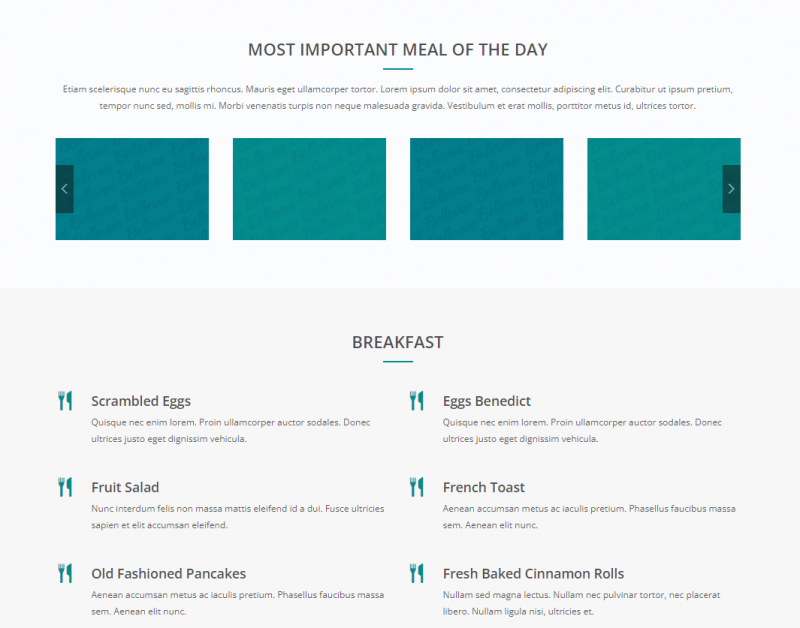 MOST IMPORTANT MEAL OF THE DAY
Etiam scelerisque nunc eu sagittis rhoncus. Mauris eget ullamcorper tortor. Lorem ipsum dolor sit amet, consectetur adipiscing elit. Curabitur ut ipsum pretium,
tempor nunc sed, mollis mi. Morbi venenatis turpis non neque malesuada gravida. Vestibulum et erat mollis, porttitor metus id, ultrices tortor.
BREAKFAST
Scrambled Eggs
Quisque nec enim lorem. Proin ullamcorper auctor sodales. Donec
ultrices justo eget dignissim vehicula.
Eggs Benedict
Quisque nec enim lorem. Proin ullamcorper auctor sodales. Donec
ultrices justo eget dignissim vehicula.
Fruit Salad
Nunc interdum felis non massa mattis eleifend id a dui. Fusce ultricies
sapien et elit accumsan eleifend.
French Toast
Aenean accumsan metus ac iaculis pretium. Phasellus faucibus massa
sem. Aenean elit nunc.
Old Fashioned Pancakes
Aenean accumsan metus ac iaculis pretium. Phasellus faucibus massa
sem. Aenean elit nunc.
Fresh Baked Cinnamon Rolls
Nullam sed magna lectus. Nullam nec pulvinar tortor, nec placerat
libero. Nullam ligula nisi, ultricies et.